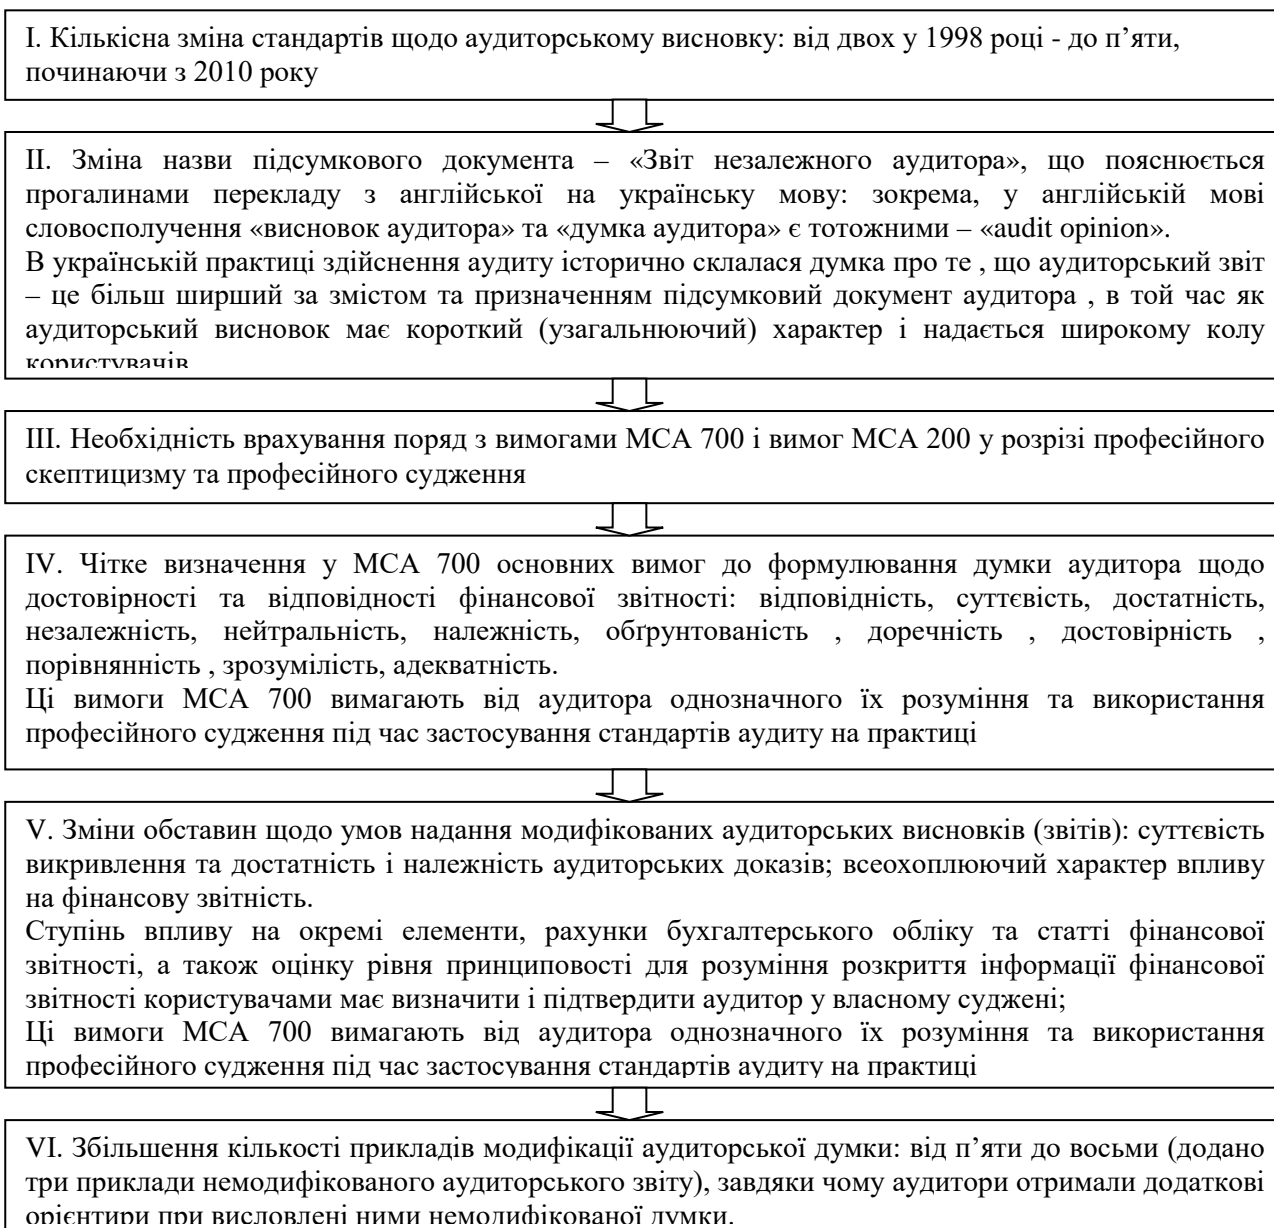 I. Кількісна зміна стандартів щодо аудиторському висновку: від двох у 1998 році - до п’яти,
починаючи з 2010 року
II. Зміна назви підсумкового документа – «Звіт незалежного аудитора», що пояснюється
прогалинами перекладу з англійської на українську мову: зокрема, у англійській мові
словосполучення «висновок аудитора» та «думка аудитора» є тотожними – «audit opinion».
В українській практиці здійснення аудиту історично склалася думка про те , що аудиторський звіт
– це більш ширший за змістом та призначенням підсумковий документ аудитора , в той час як
аудиторський висновок має короткий (узагальнюючий) характер і надається широкому колу
користувачів
III. Необхідність врахування поряд з вимогами МСА 700 і вимог МСА 200 у розрізі професійного
скептицизму та професійного судження
IV. Чітке визначення у МСА 700 основних вимог до формулювання думки аудитора щодо
достовірності та відповідності фінансової звітності: відповідність, суттєвість, достатність,
незалежність, нейтральність, належність, обґрунтованість , доречність , достовірність ,
порівнянність , зрозумілість, адекватність.
Ці вимоги МСА 700 вимагають від аудитора однозначного їх розуміння та використання
професійного судження під час застосування стандартів аудиту на практиці
V. Зміни обставин щодо умов надання модифікованих аудиторських висновків (звітів): суттєвість
викривлення та достатність і належність аудиторських доказів; всеохоплюючий характер впливу
на фінансову звітність.
Ступінь впливу на окремі елементи, рахунки бухгалтерського обліку та статті фінансової
звітності, а також оцінку рівня принциповості для розуміння розкриття інформації фінансової
звітності користувачами має визначити і підтвердити аудитор у власному суджені;
Ці вимоги МСА 700 вимагають від аудитора однозначного їх розуміння та використання
професійного судження під час застосування стандартів аудиту на практиці
VI. Збільшення кількості прикладів модифікації аудиторської думки: від п’яти до восьми (додано
три приклади немодифікованого аудиторського звіту), завдяки чому аудитори отримали додаткові
орієнтири при висловлені ними немодифікованої думки.